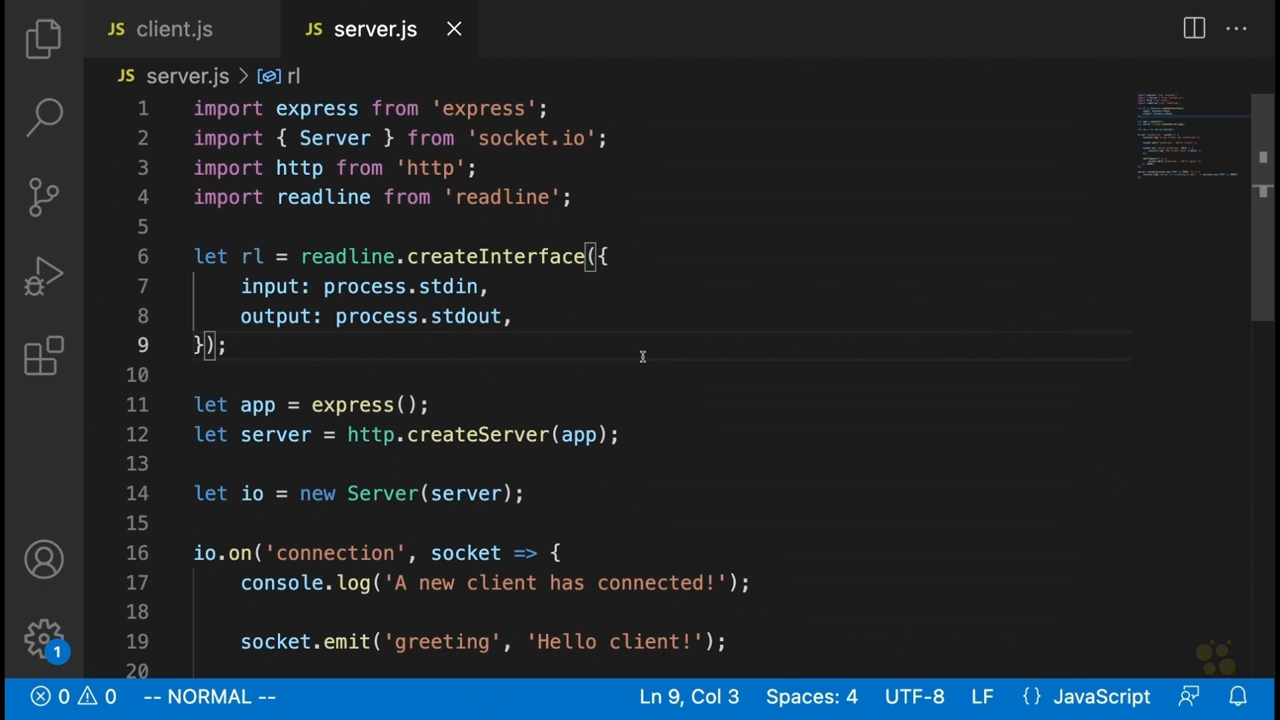 JS client.js JS server.js
JS server.js > rl
1 import express from 'express';
2 import { Server } from 'socket.io';
3 import http from 'http';
4 import readline from 'readline';
5
6 let rl = readline.createInterface({
7     input: process.stdin,
8     output: process.stdout,
9 });
10
11 let app = express();
12 let server = http.createServer(app);
13
14 let io = new Server(server);
15
16 io.on('connection', socket => {
17     console.log('A new client has connected!');
18
19     socket.emit('greeting', 'Hello client!');
20
1
0 0 -- NORMAL -- Ln 9, Col 3 Spaces: 4 UTF-8 LF {} JavaScript